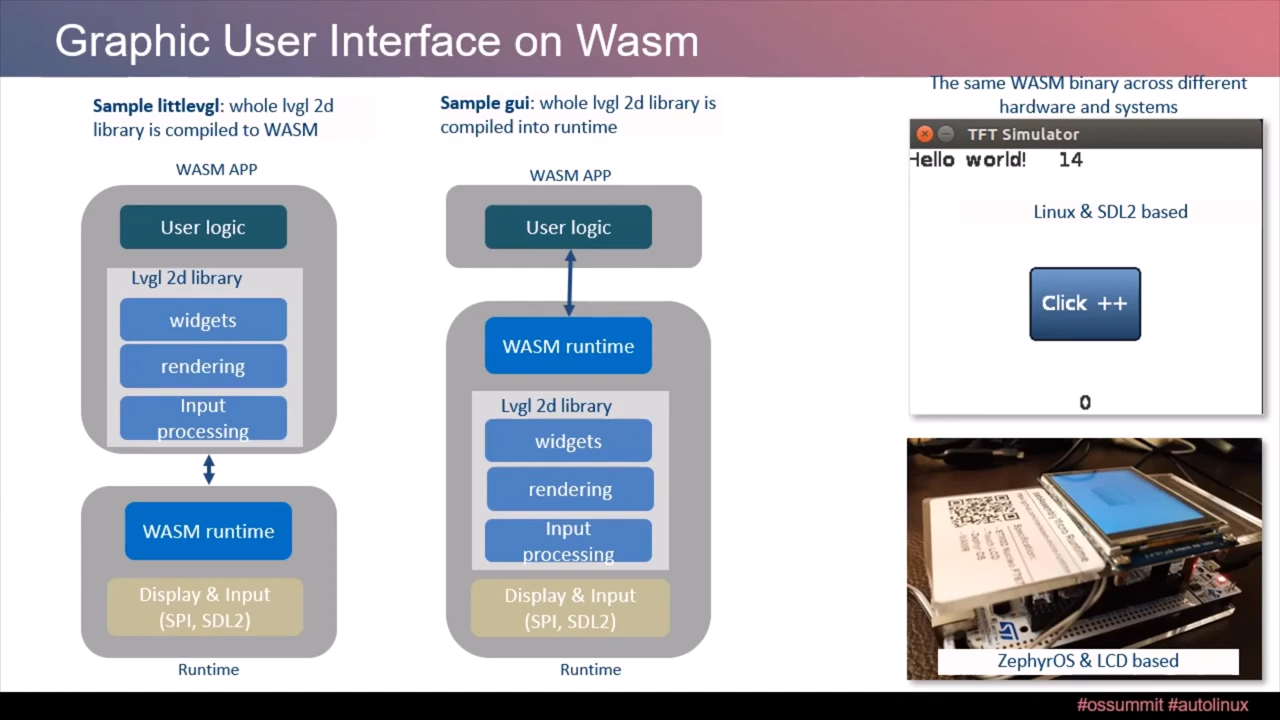 Graphic User Interface on Wasm
Sample littlevgl: whole lvgl 2d
library is compiled to WASM
WASM APP
User logic
Lvgl 2d library
widgets
rendering
Input
processing
WASM runtime
Display & Input
(SPI, SDL2)
Runtime
Sample gui: whole lvgl 2d library is
compiled into runtime
WASM APP
User logic
WASM runtime
Lvgl 2d library
widgets
rendering
Input
processing
Display & Input
(SPI, SDL2)
Runtime
The same WASM binary across different
hardware and systems
TFT Simulator
Hello world! 14
Linux & SDL2 based
Click ++
0
Micro Runtime
ZephyrOS & LCD based
#ossummit #autolinux